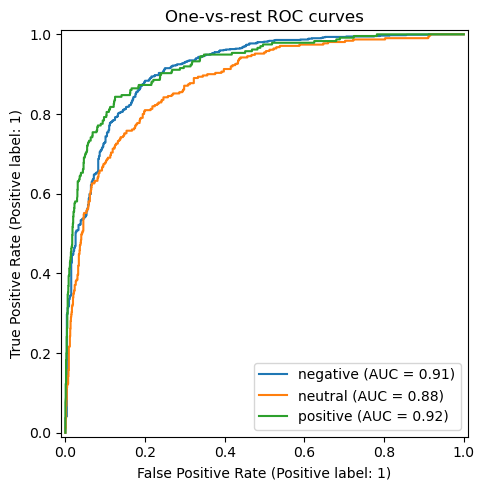 One-vs-rest ROC curves
True Positive Rate (Positive label: 1)
1.0
0.8
0.6
0.4
0.2
0.0
negative (AUC = 0.91)
neutral (AUC = 0.88)
positive (AUC = 0.92)
0.0 0.2 0.4 0.6 0.8 1.0
False Positive Rate (Positive label: 1)